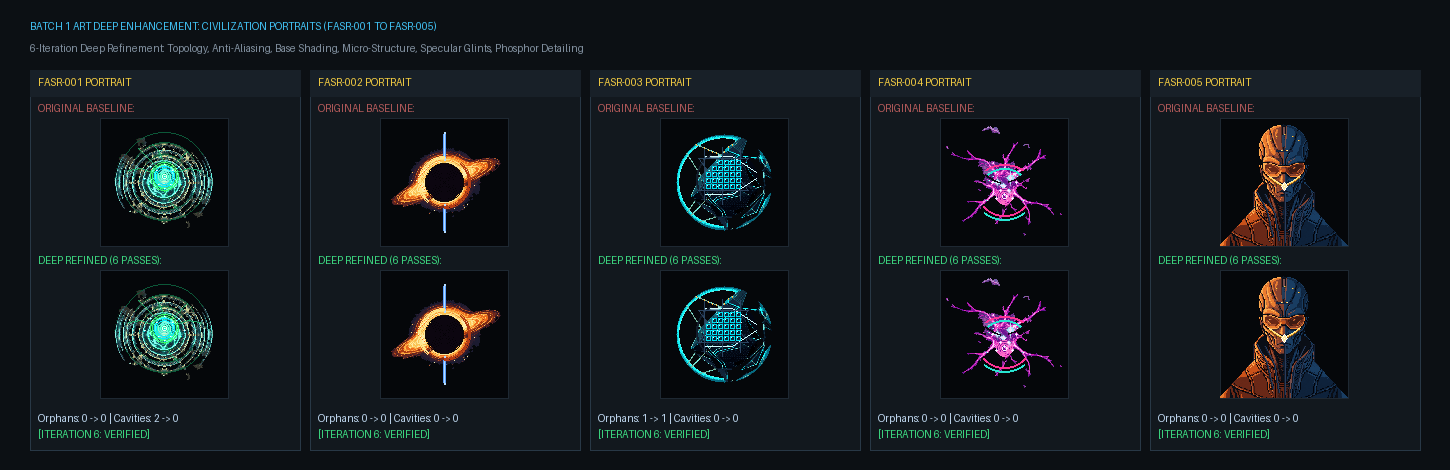 BATCH 1 ART DEEP ENHANCEMENT: CIVILIZATION PORTRAITS (FASR-001 TO FASR-005)
6-Iteration Deep Refinement: Topology, Anti-Aliasing, Base Shading, Micro-Structure, Specular Glints, Phosphor Detailing
FASR-001 PORTRAIT
ORIGINAL BASELINE:
DEEP REFINED (6 PASSES):
Orphans: 0 -> 0 | Cavities: 2 -> 0
[ITERATION 6: VERIFIED]
FASR-002 PORTRAIT
ORIGINAL BASELINE:
DEEP REFINED (6 PASSES):
Orphans: 0 -> 0 | Cavities: 0 -> 0
[ITERATION 6: VERIFIED]
FASR-003 PORTRAIT
ORIGINAL BASELINE:
DEEP REFINED (6 PASSES):
Orphans: 1 -> 1 | Cavities: 0 -> 0
[ITERATION 6: VERIFIED]
FASR-004 PORTRAIT
ORIGINAL BASELINE:
DEEP REFINED (6 PASSES):
Orphans: 0 -> 0 | Cavities: 0 -> 0
[ITERATION 6: VERIFIED]
FASR-005 PORTRAIT
ORIGINAL BASELINE:
DEEP REFINED (6 PASSES):
Orphans: 0 -> 0 | Cavities: 0 -> 0
[ITERATION 6: VERIFIED]